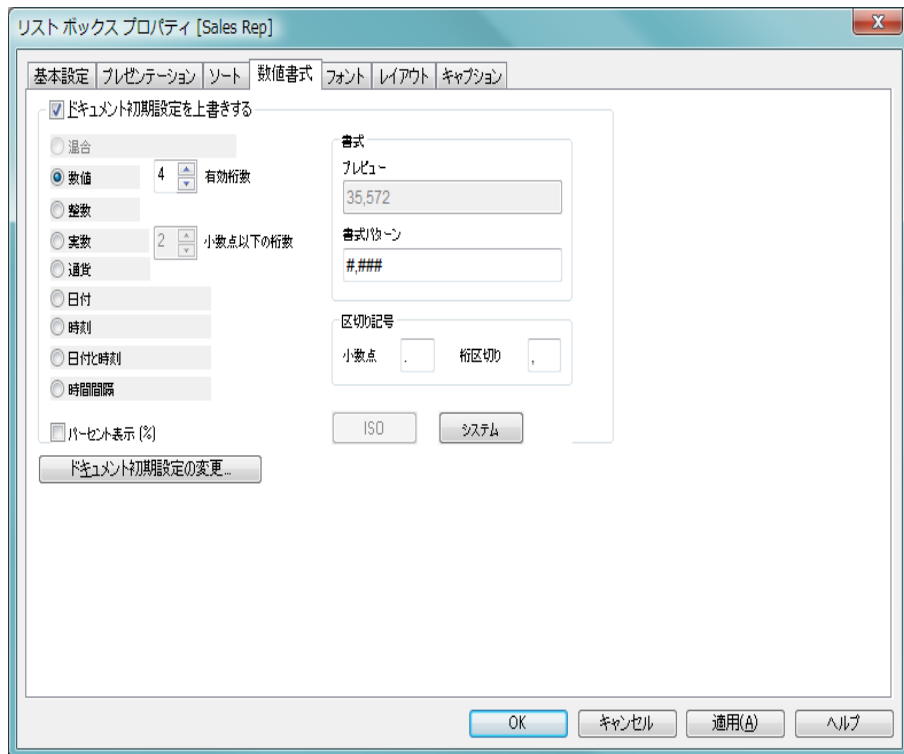 リスト ボックス プロパティ [Sales Rep]
基本設定 プレゼンテーション ソート 数値書式 フォント レイアウト キャプション
ドキュメント初期設定を上書きする
混合
数値 4 有効桁数
整数
実数 2 小数点以下の桁数
通貨
日付
時刻
日付と時刻
時間間隔
パーセント表示 (%)
書式
プレビュー
35,572
書式パターン
#,###
区切り記号
小数点 . 桁区切り ,
ISO システム
ドキュメント初期設定の変更...
OK キャンセル 適用(A) ヘルプ